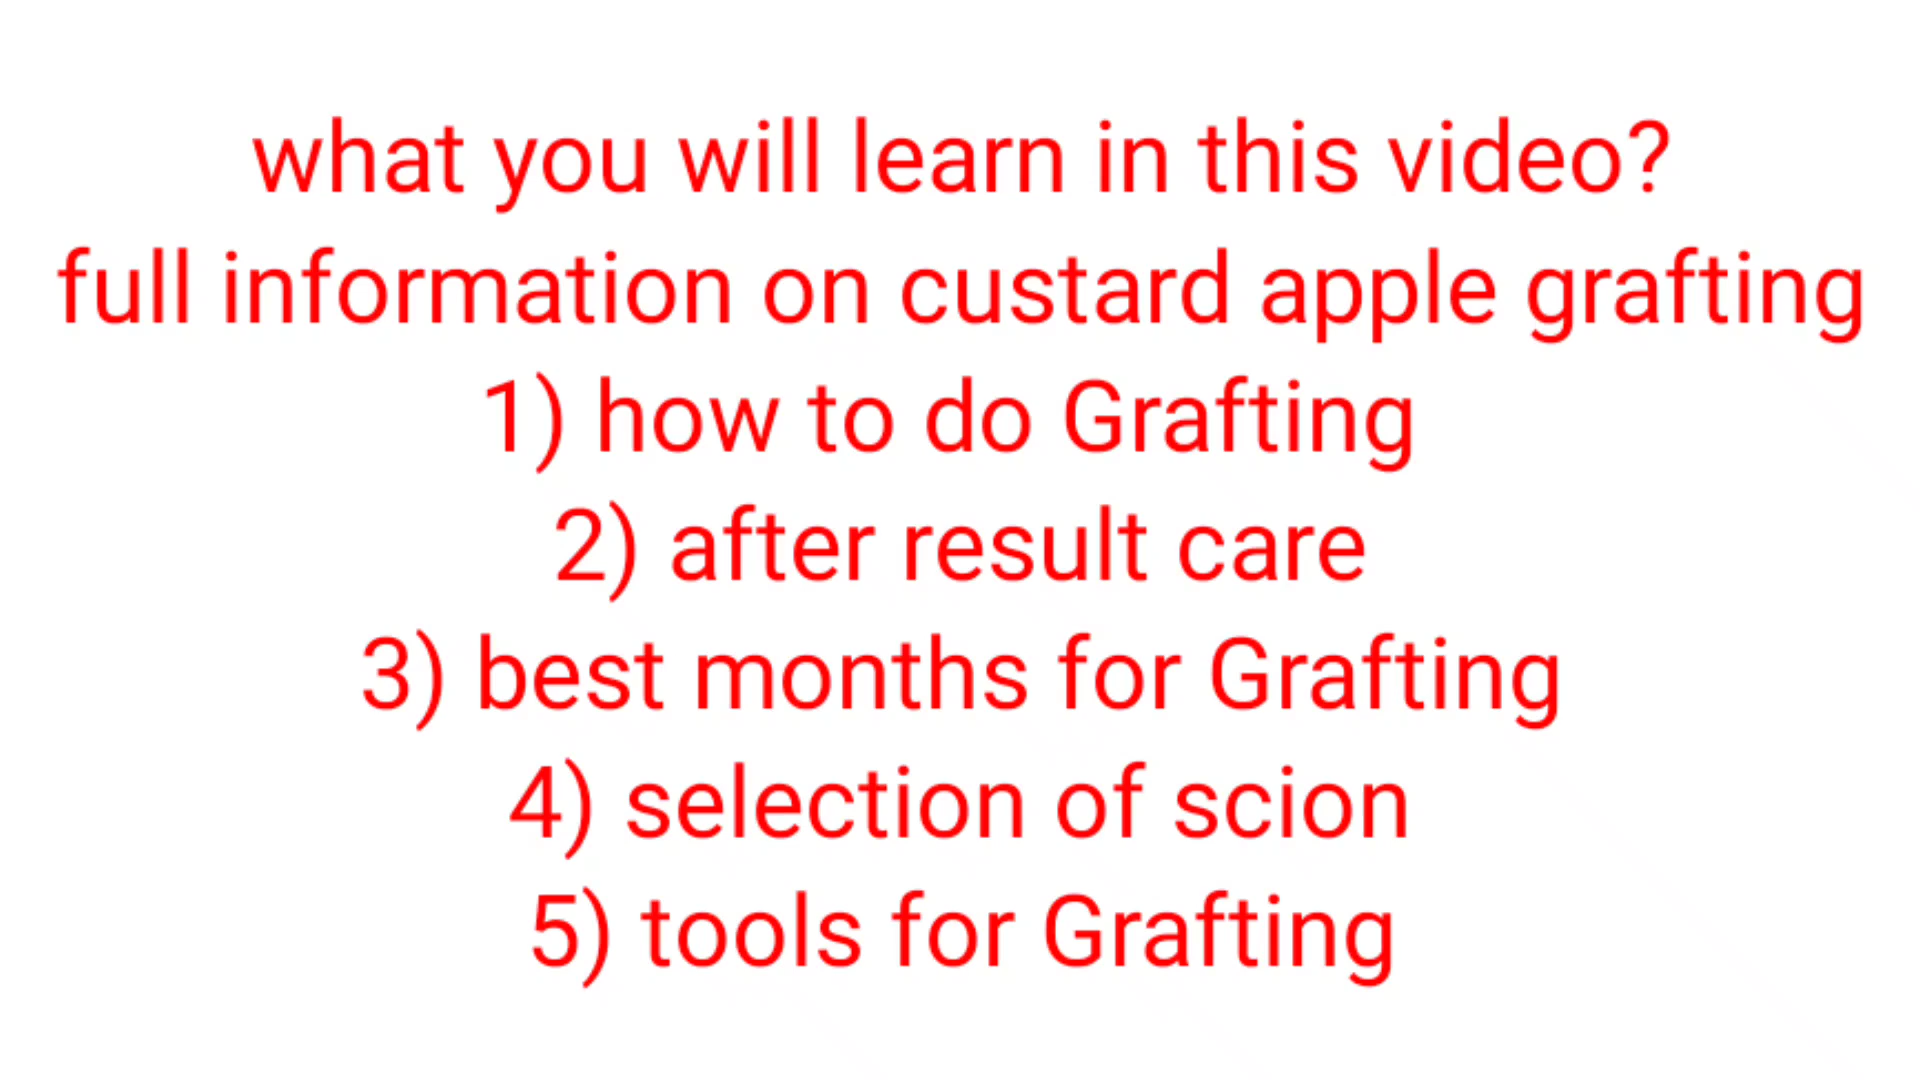 what you will learn in this video?
full information on custard apple grafting
1) how to do Grafting
2) after result care
3) best months for Grafting
4) selection of scion
5) tools for Grafting